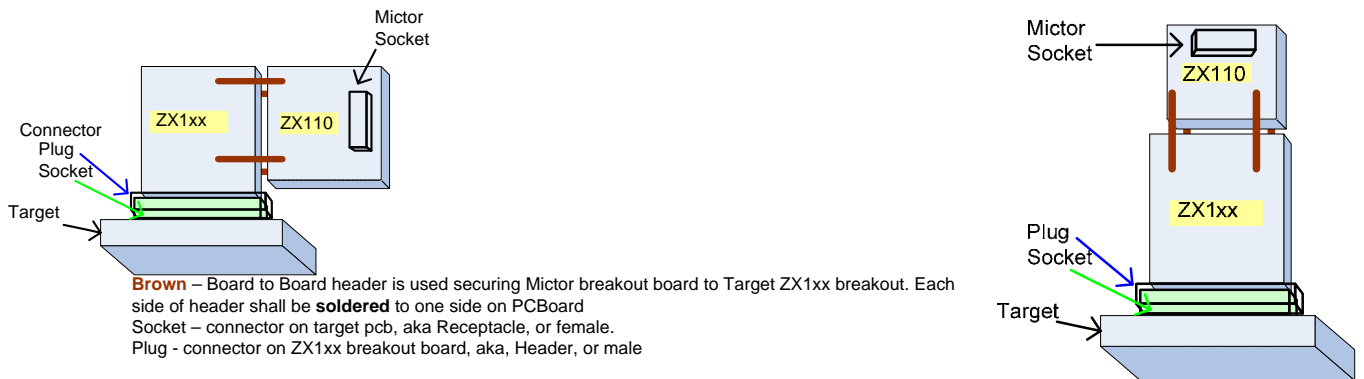 Mictor
Socket
ZX1xx
ZX110
Connector
Plug
Socket
Target
Brown – Board to Board header is used securing Mictor breakout board to Target ZX1xx breakout. Each
side of header shall be soldered to one side on PCBoard
Socket – connector on target pcb, aka Receptacle, or female.
Plug - connector on ZX1xx breakout board, aka, Header, or male
Mictor
Socket
ZX110
ZX1xx
Plug
Socket
Target